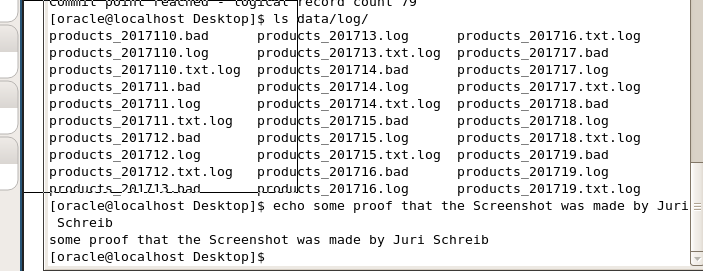 Commit point reached - logical record count 79
[oracle@localhost Desktop]$ ls data/log/
products_2017110.bad products_201713.log products_201716.txt.log
products_2017110.log products_201713.txt.log products_201717.bad
products_2017110.txt.log products_201714.bad products_201717.log
products_201711.bad products_201714.log products_201717.txt.log
products_201711.log products_201714.txt.log products_201718.bad
products_201711.txt.log products_201715.bad products_201718.log
products_201712.bad products_201715.log products_201718.txt.log
products_201712.log products_201715.txt.log products_201719.bad
products_201712.txt.log products_201716.bad products_201719.log
products_201713.bad products_201716.log products_201719.txt.log
[oracle@localhost Desktop]$ echo some proof that the Screenshot was made by Juri
Schreib
some proof that the Screenshot was made by Juri Schreib
[oracle@localhost Desktop]$